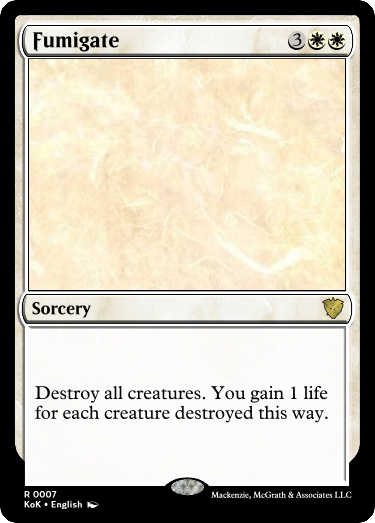 Fumigate 3
Sorcery
Destroy all creatures. You gain 1 life
for each creature destroyed this way.
R 0007
KoK • English
Mackenzie, McGrath & Associates LLC